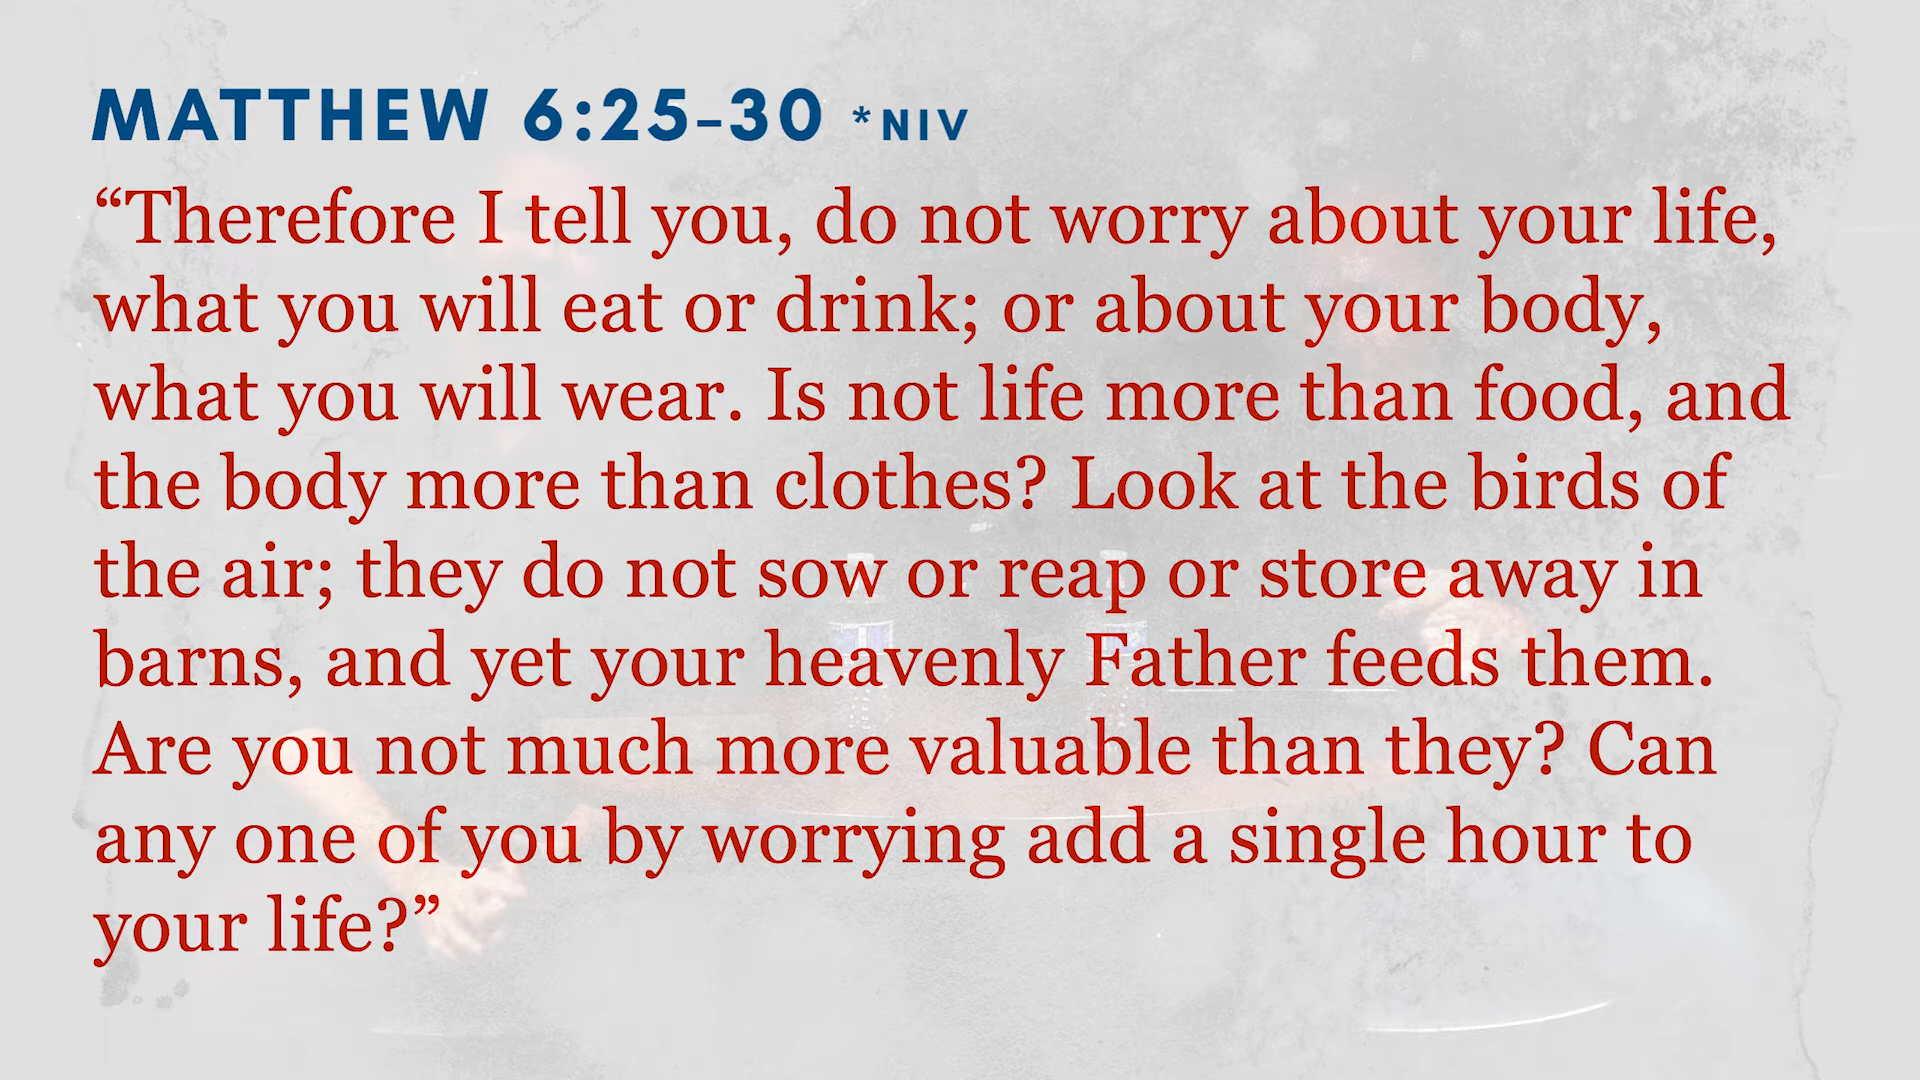 MATTHEW 6:25-30 *NIV
“Therefore I tell you, do not worry about your life,
what you will eat or drink; or about your body,
what you will wear. Is not life more than food, and
the body more than clothes? Look at the birds of
the air; they do not sow or reap or store away in
barns, and yet your heavenly Father feeds them.
Are you not much more valuable than they? Can
any one of you by worrying add a single hour to
your life?”